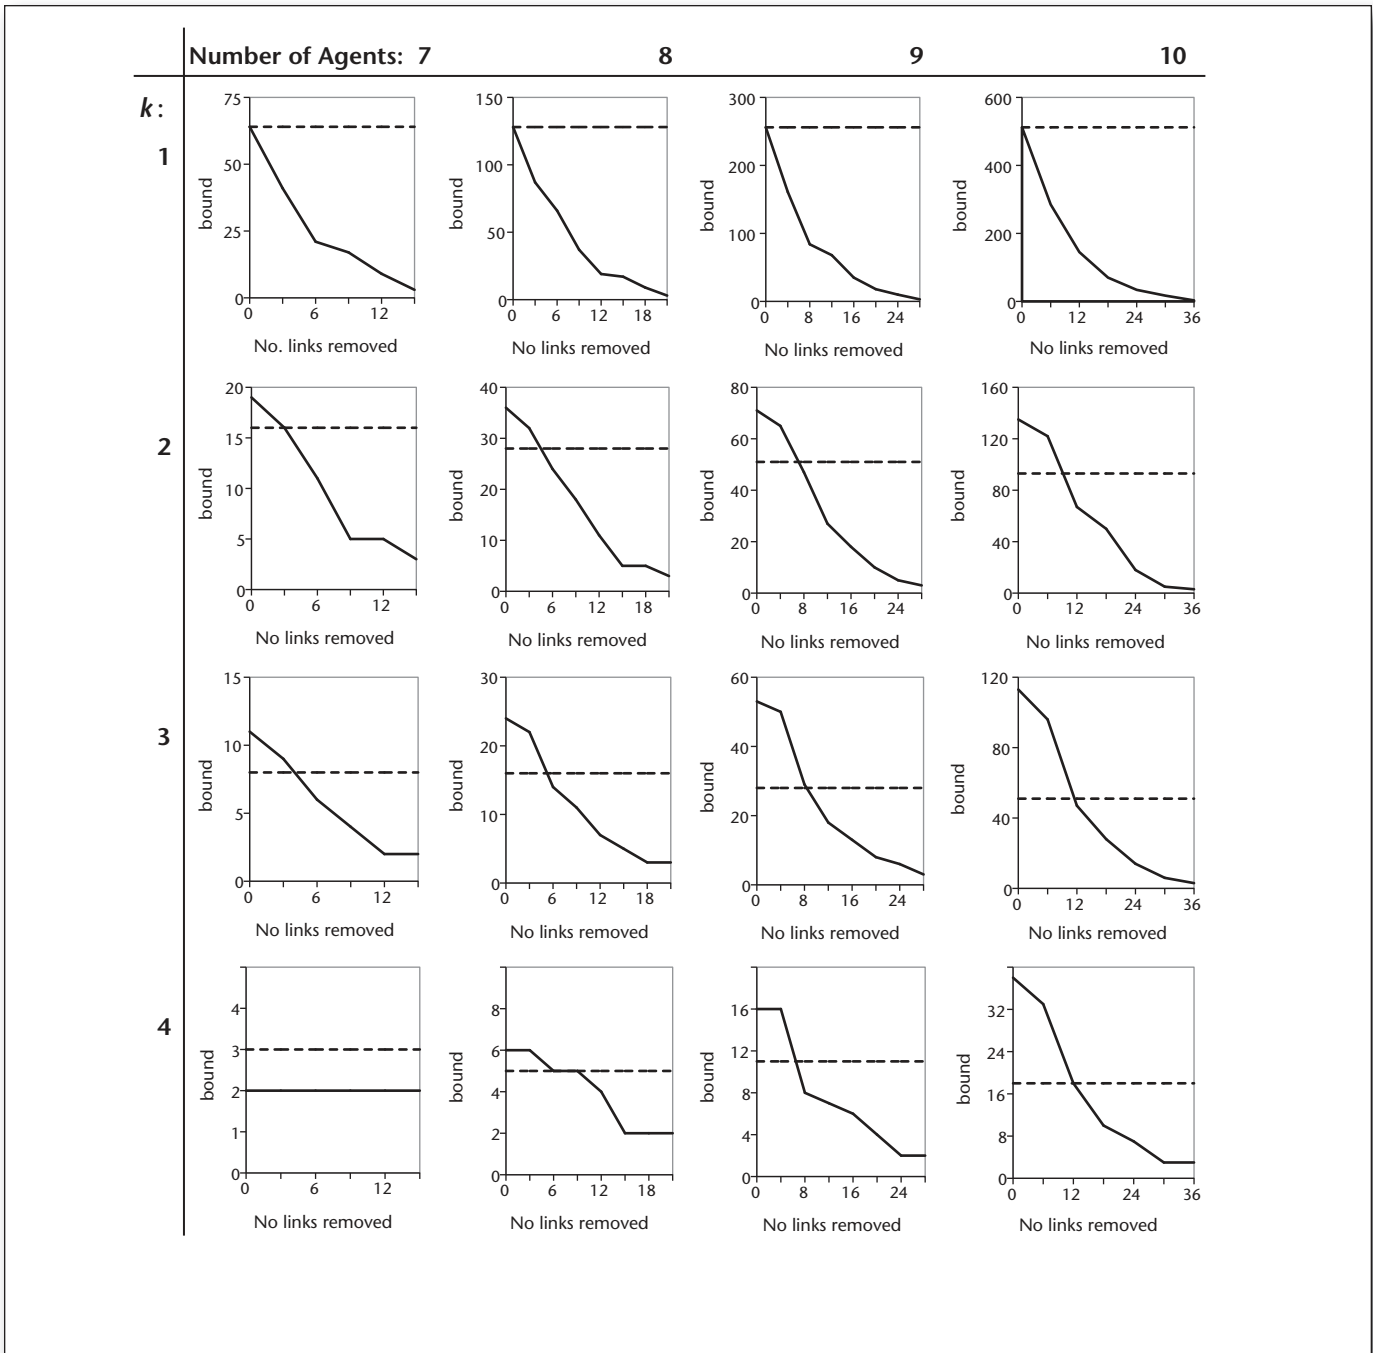 Number of Agents: 7 8 9 10
k:
1
75 50 25 0
bound
0 6 12
No. links removed
150 100 50 0
bound
0 6 12 18
No links removed
300 200 100 0
bound
0 8 16 24
No links removed
600 400 200 0
bound
0 12 24 36
No links removed
2
20 15 10 5 0
bound
0 6 12
No links removed
40 30 20 10 0
bound
0 6 12 18
No links removed
80 60 40 20 0
bound
0 8 16 24
No links removed
160 120 80 40 0
bound
0 12 24 36
No links removed
3
15 10 5 0
bound
0 6 12
No links removed
30 20 10 0
bound
0 6 12 18
No links removed
60 40 20 0
bound
0 8 16 24
No links removed
120 80 40 0
bound
0 12 24 36
No links removed
4
4 3 2 1 0
bound
0 6 12
No links removed
8 6 4 2 0
bound
0 6 12 18
No links removed
16 12 8 4 0
bound
0 8 16 24
No links removed
32 24 16 8 0
bound
0 12 24 36
No links removed